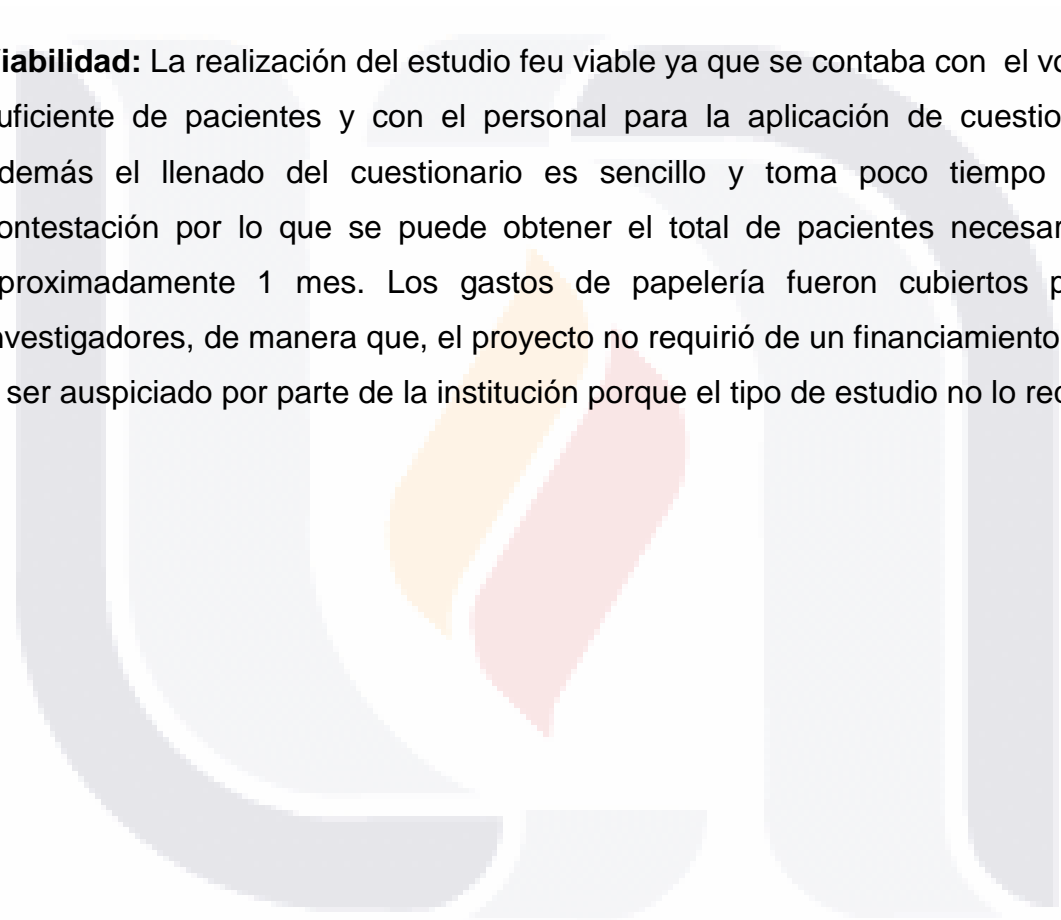 iabilidad: La realización del estudio feu viable ya que se contaba con el vo
uficiente de pacientes y con el personal para la aplicación de cuestio
demás el llenado del cuestionario es sencillo y toma poco tiempo
ontestación por lo que se puede obtener el total de pacientes necesar
proximadamente 1 mes. Los gastos de papelería fueron cubiertos p
nvestigadores, de manera que, el proyecto no requirió de un financiamiento
ser auspiciado por parte de la institución porque el tipo de estudio no lo rec